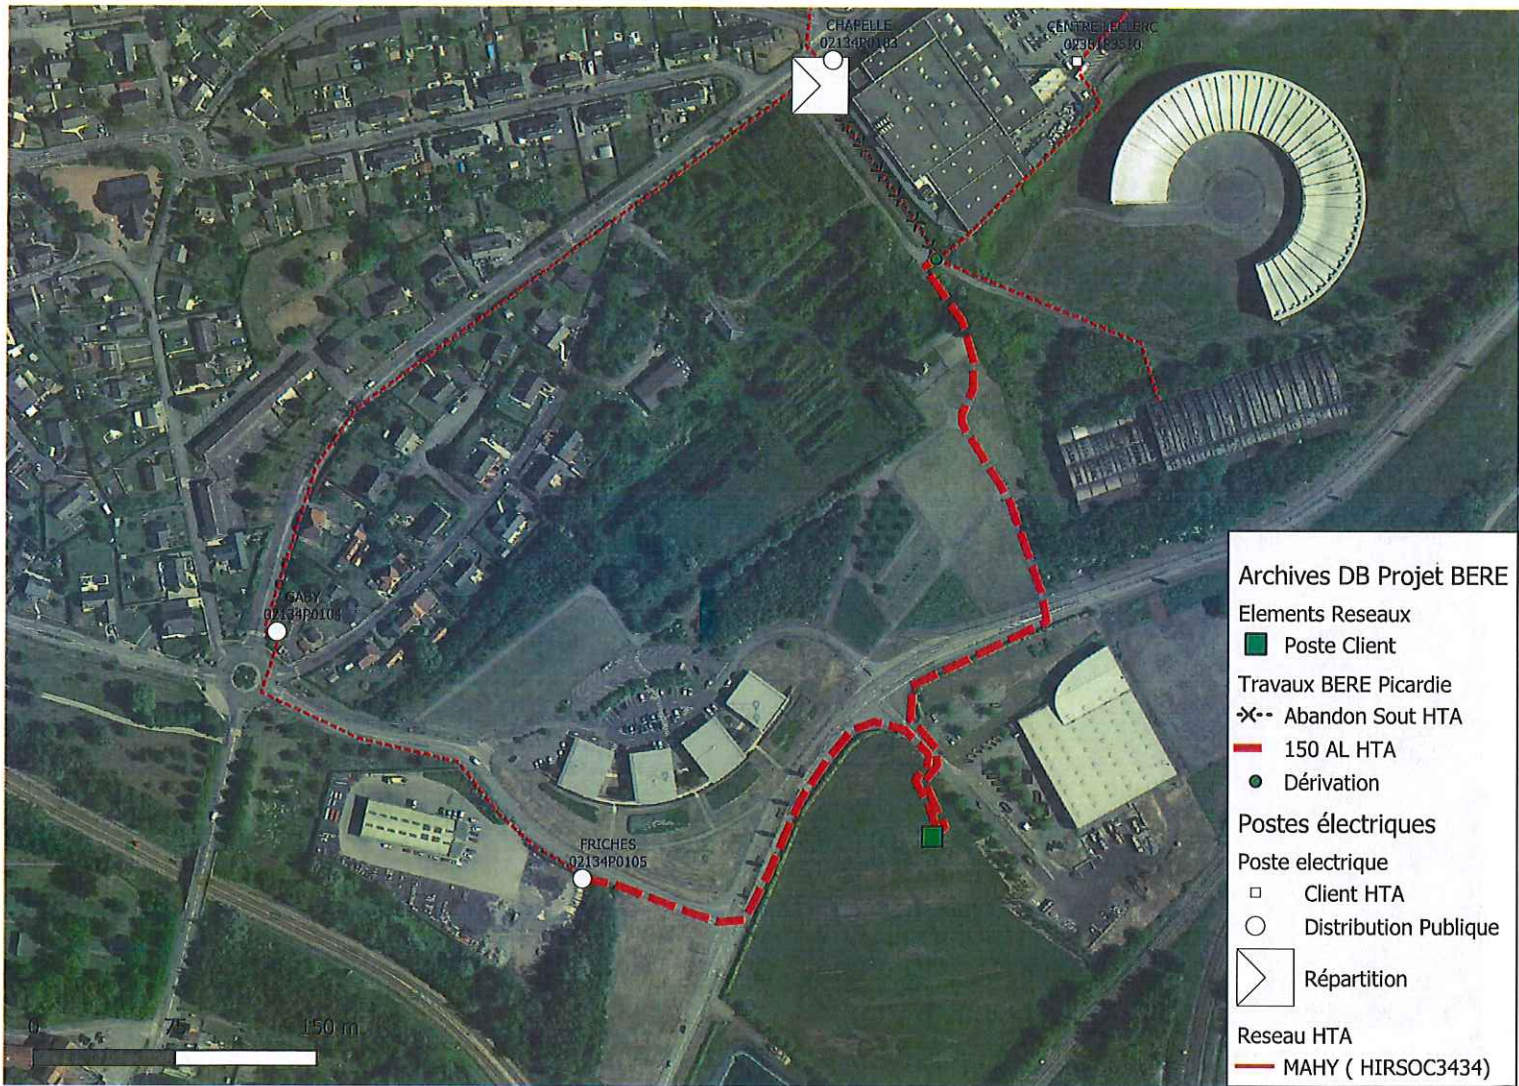 CHAPELLE
02134P0103
CENTRE LECLERC
GABY
02134P0104
FRICHES
02134P0105
0 75 150 m
Archives DB Projet BERE
Elements Reseaux
Poste Client
Travaux BERE Picardie
Abandon Sout HTA
150 AL HTA
Dérivation
Postes électriques
Poste electrique
Client HTA
Distribution Publique
Répartition
Reseau HTA
MAHY ( HIRSOC3434)